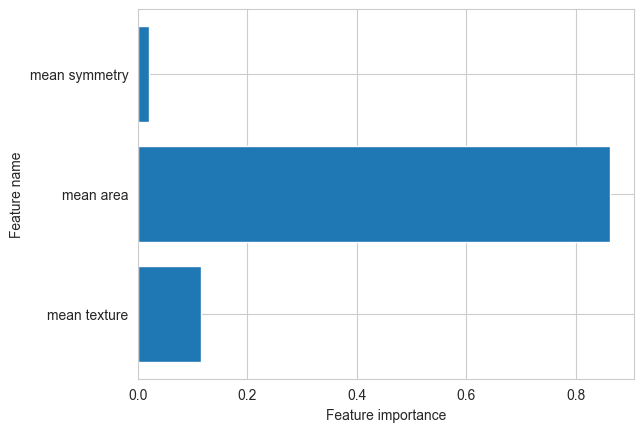 mean symmetry
mean area
mean texture
Feature name
0.0 0.2 0.4 0.6 0.8
Feature importance